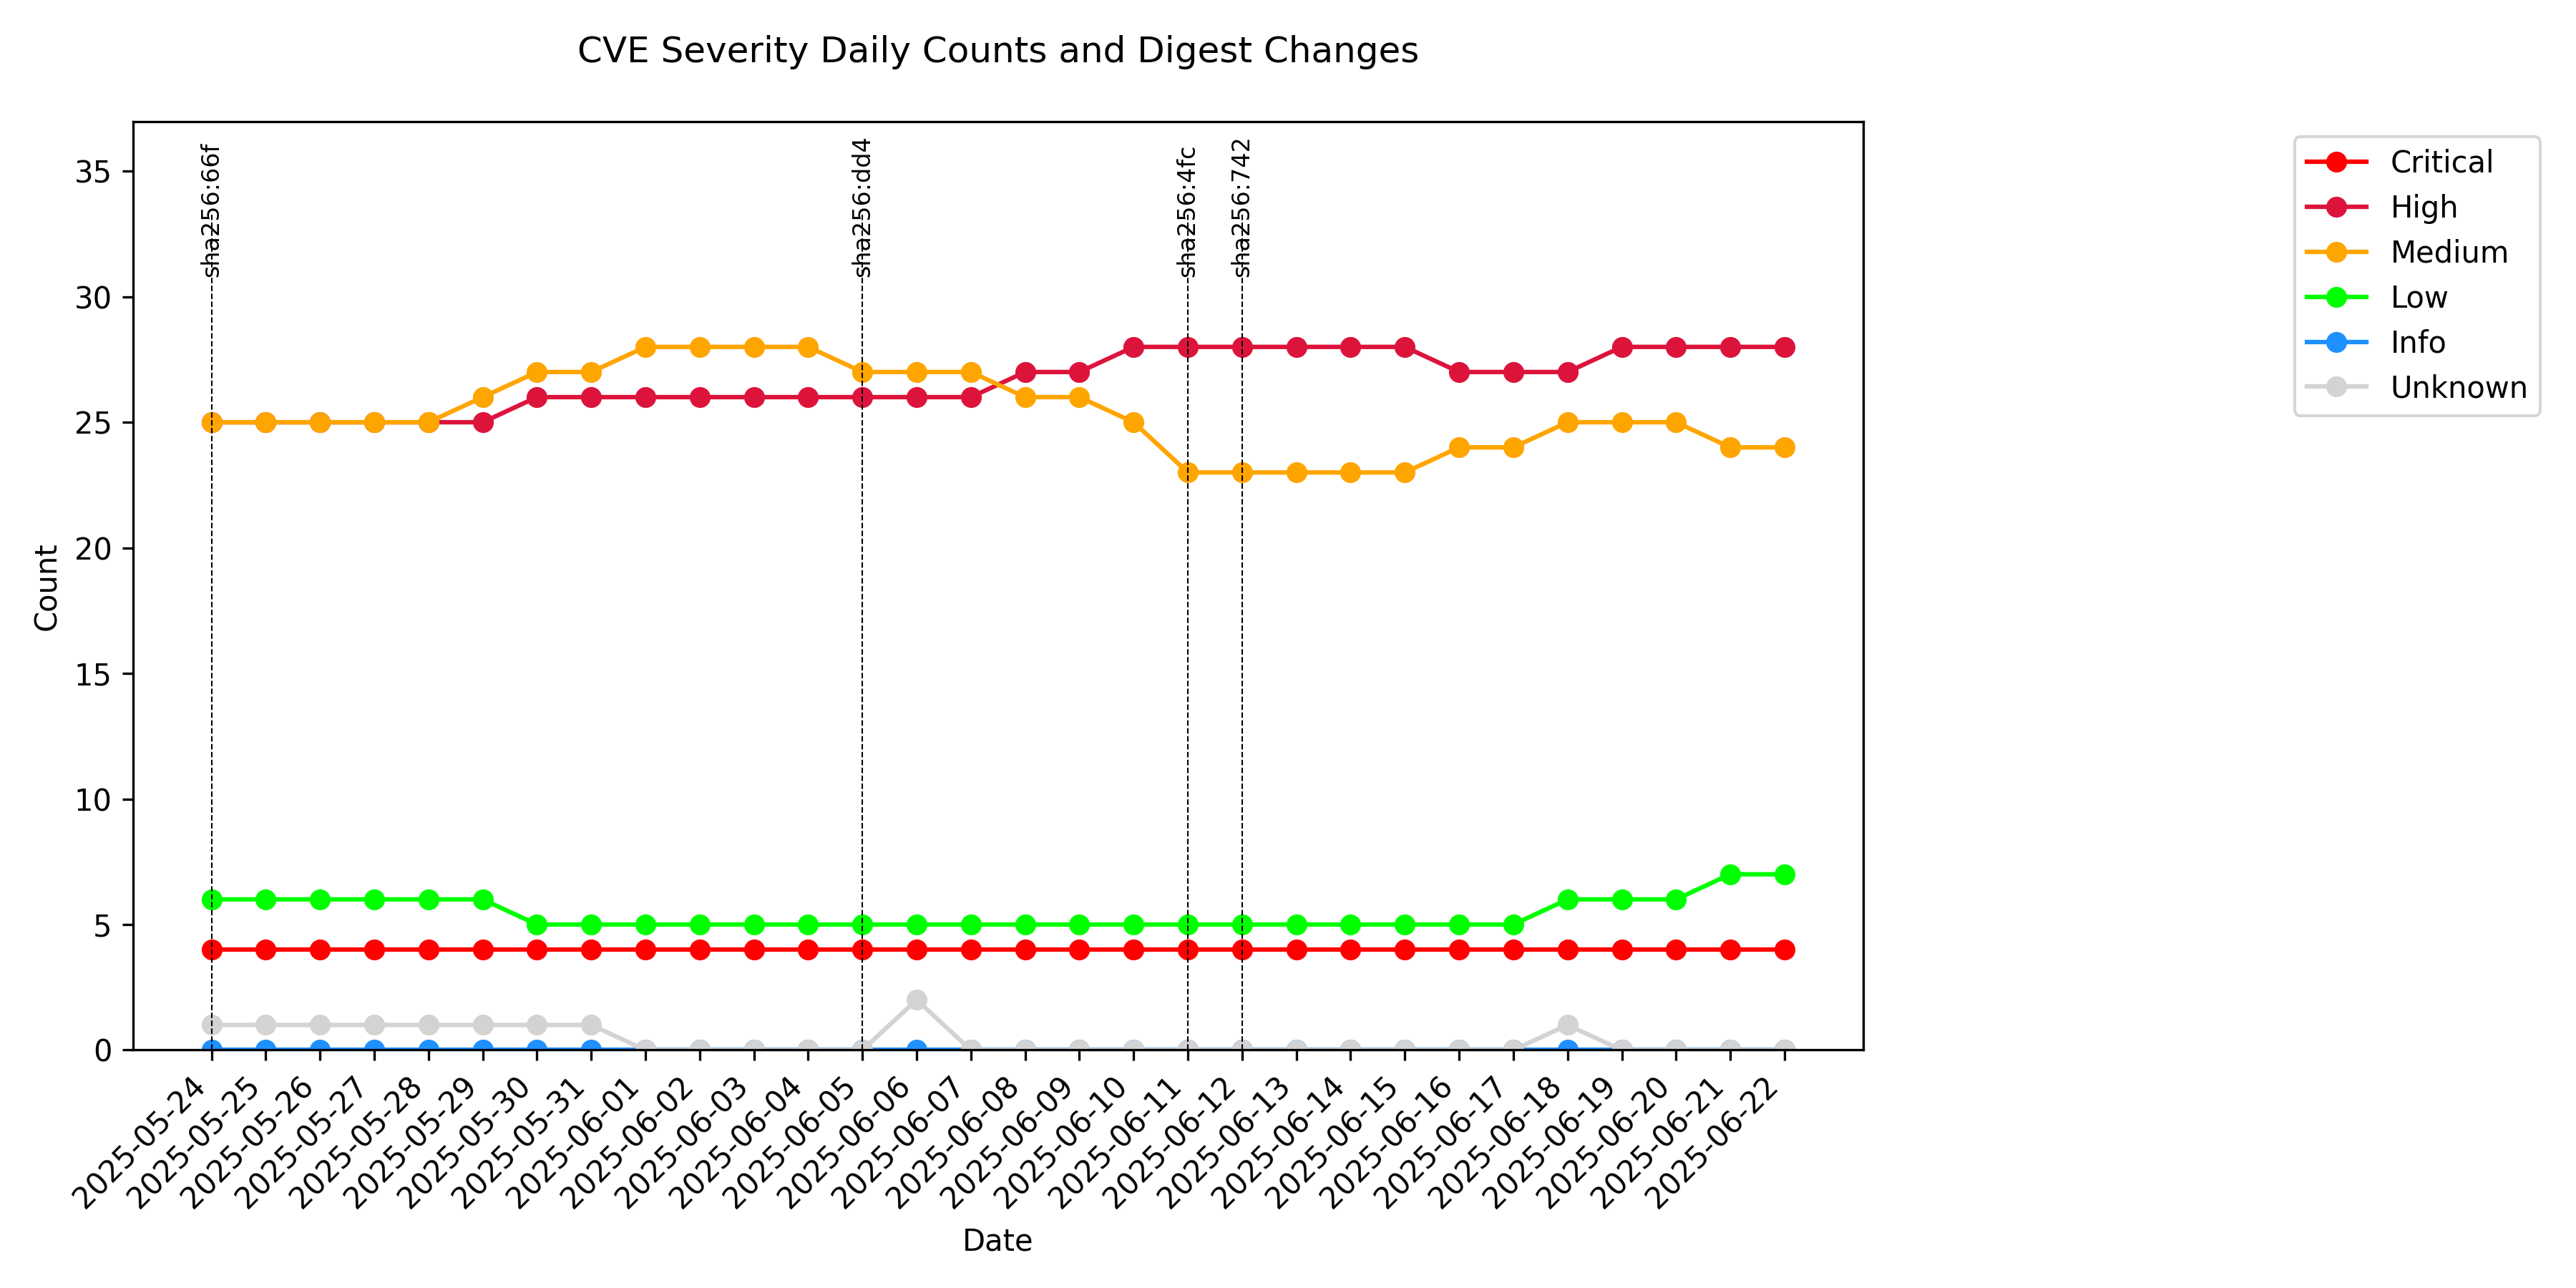 CVE Severity Daily Counts and Digest Changes
sha256:66f
sha256:dd4
sha256:4fc
sha256:742
Critical
High
Medium
Low
Info
Unknown
35
30
25
20
15
10
5
0
Count
2025-05-24
2025-05-25
2025-05-26
2025-05-27
2025-05-28
2025-05-29
2025-05-30
2025-05-31
2025-06-01
2025-06-02
2025-06-03
2025-06-04
2025-06-05
2025-06-06
2025-06-07
2025-06-08
2025-06-09
2025-06-10
2025-06-11
2025-06-12
2025-06-13
2025-06-14
2025-06-15
2025-06-16
2025-06-17
2025-06-18
2025-06-19
2025-06-20
2025-06-21
2025-06-22
Date